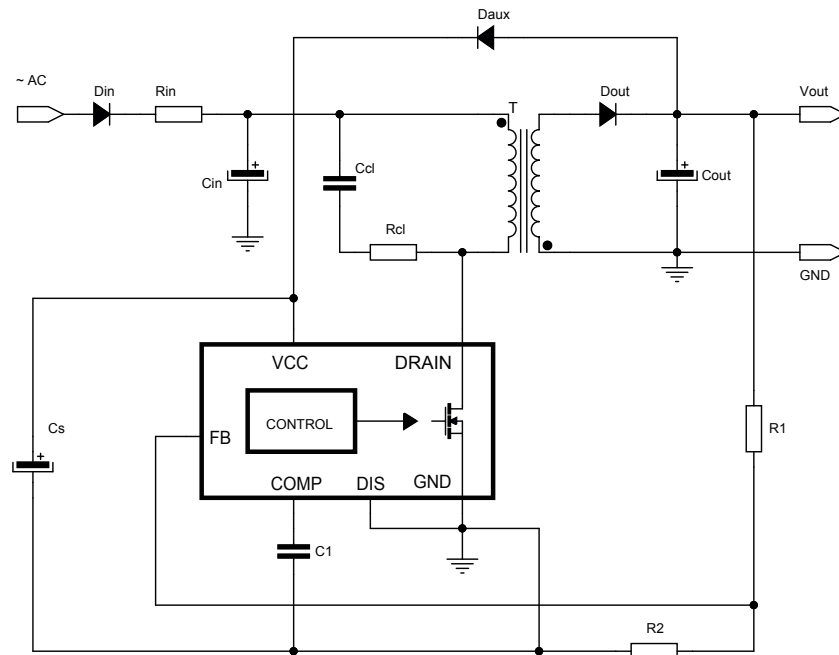 Daux
~ AC
Din
Rin
T
Dout
Vout
Ccl
Cin
Cout
Rcl
GND
VCC
DRAIN
CONTROL
FB
Cs
R1
COMP
DIS
GND
C1
R2